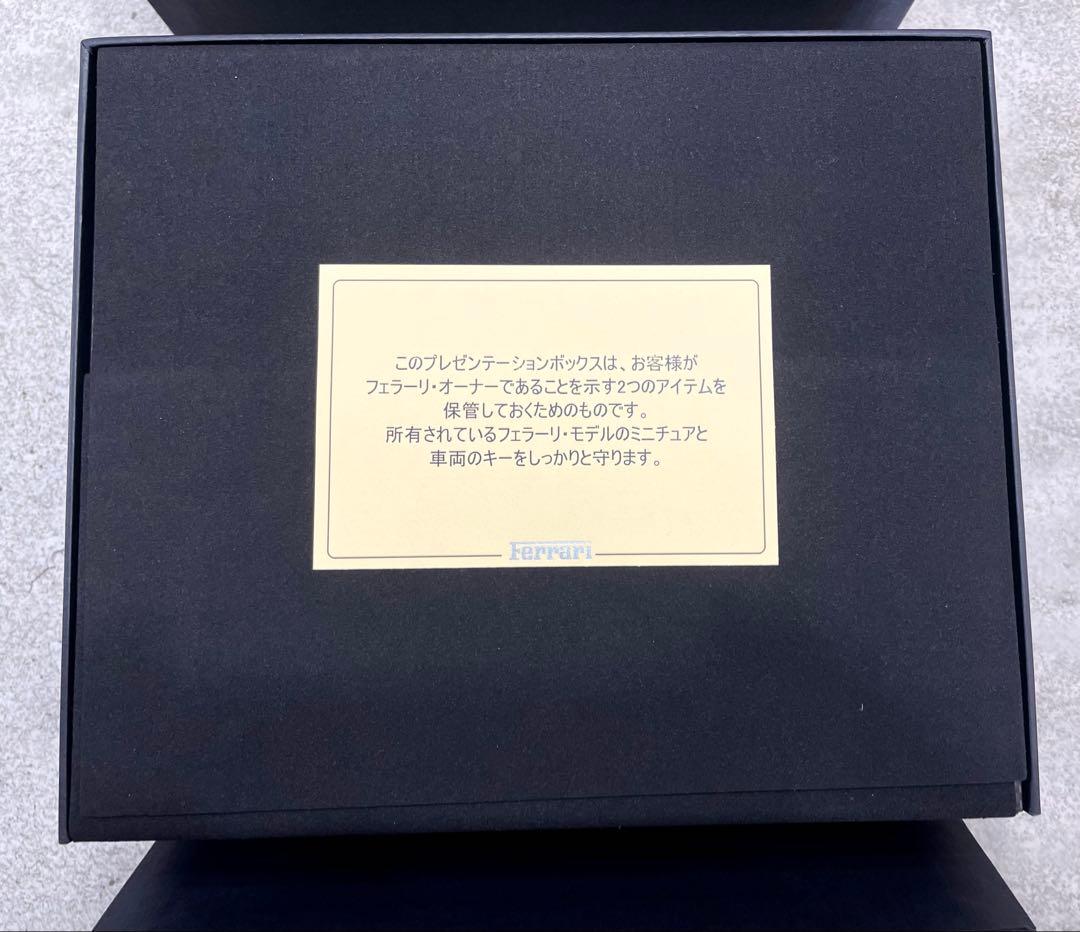 このプレゼンテーションボックスは、お客様が
フェラーリ・オーナーであることを示す2つのアイテムを
保管しておくためのものです。
所有されているフェラーリ・モデルのミニチュアと
車両のキーをしっかりと守ります。
Ferrari